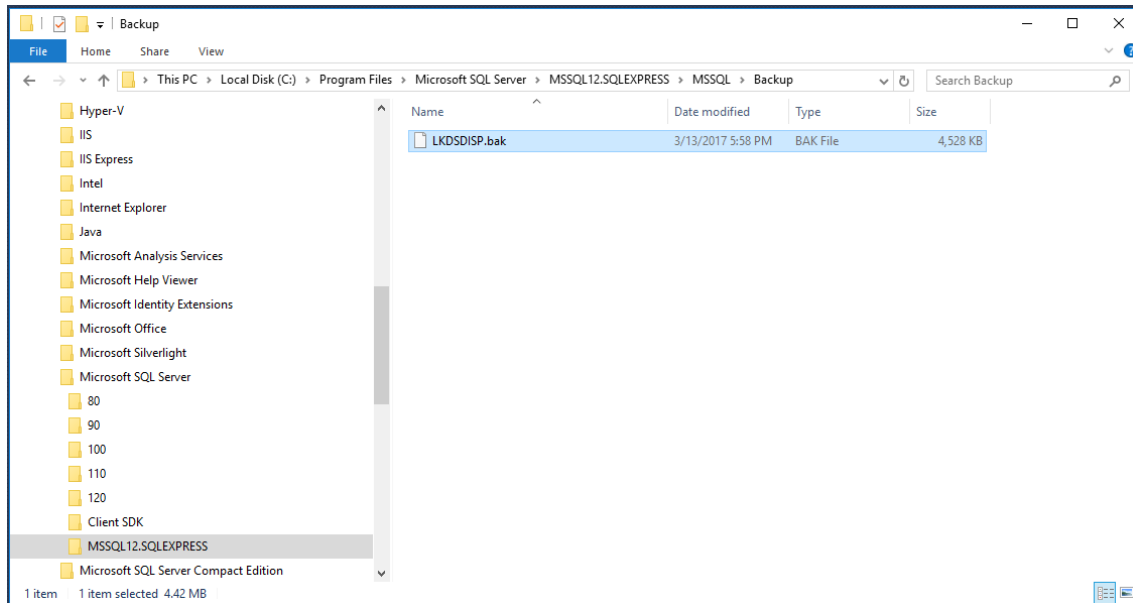 Backup
File Home Share View
This PC > Local Disk (C:) > Program Files > Microsoft SQL Server > MSSQL12.SQLEXPRESS > MSSQL > Backup
Search Backup
Name Date modified Type Size
LKDSDISP.bak 3/13/2017 5:58 PM BAK File 4,528 KB
Hyper-V
IIS
IIS Express
Intel
Internet Explorer
Java
Microsoft Analysis Services
Microsoft Help Viewer
Microsoft Identity Extensions
Microsoft Office
Microsoft Silverlight
Microsoft SQL Server
80
90
100
110
120
Client SDK
MSSQL12.SQLEXPRESS
Microsoft SQL Server Compact Edition
1 item 1 item selected 4.42 MB